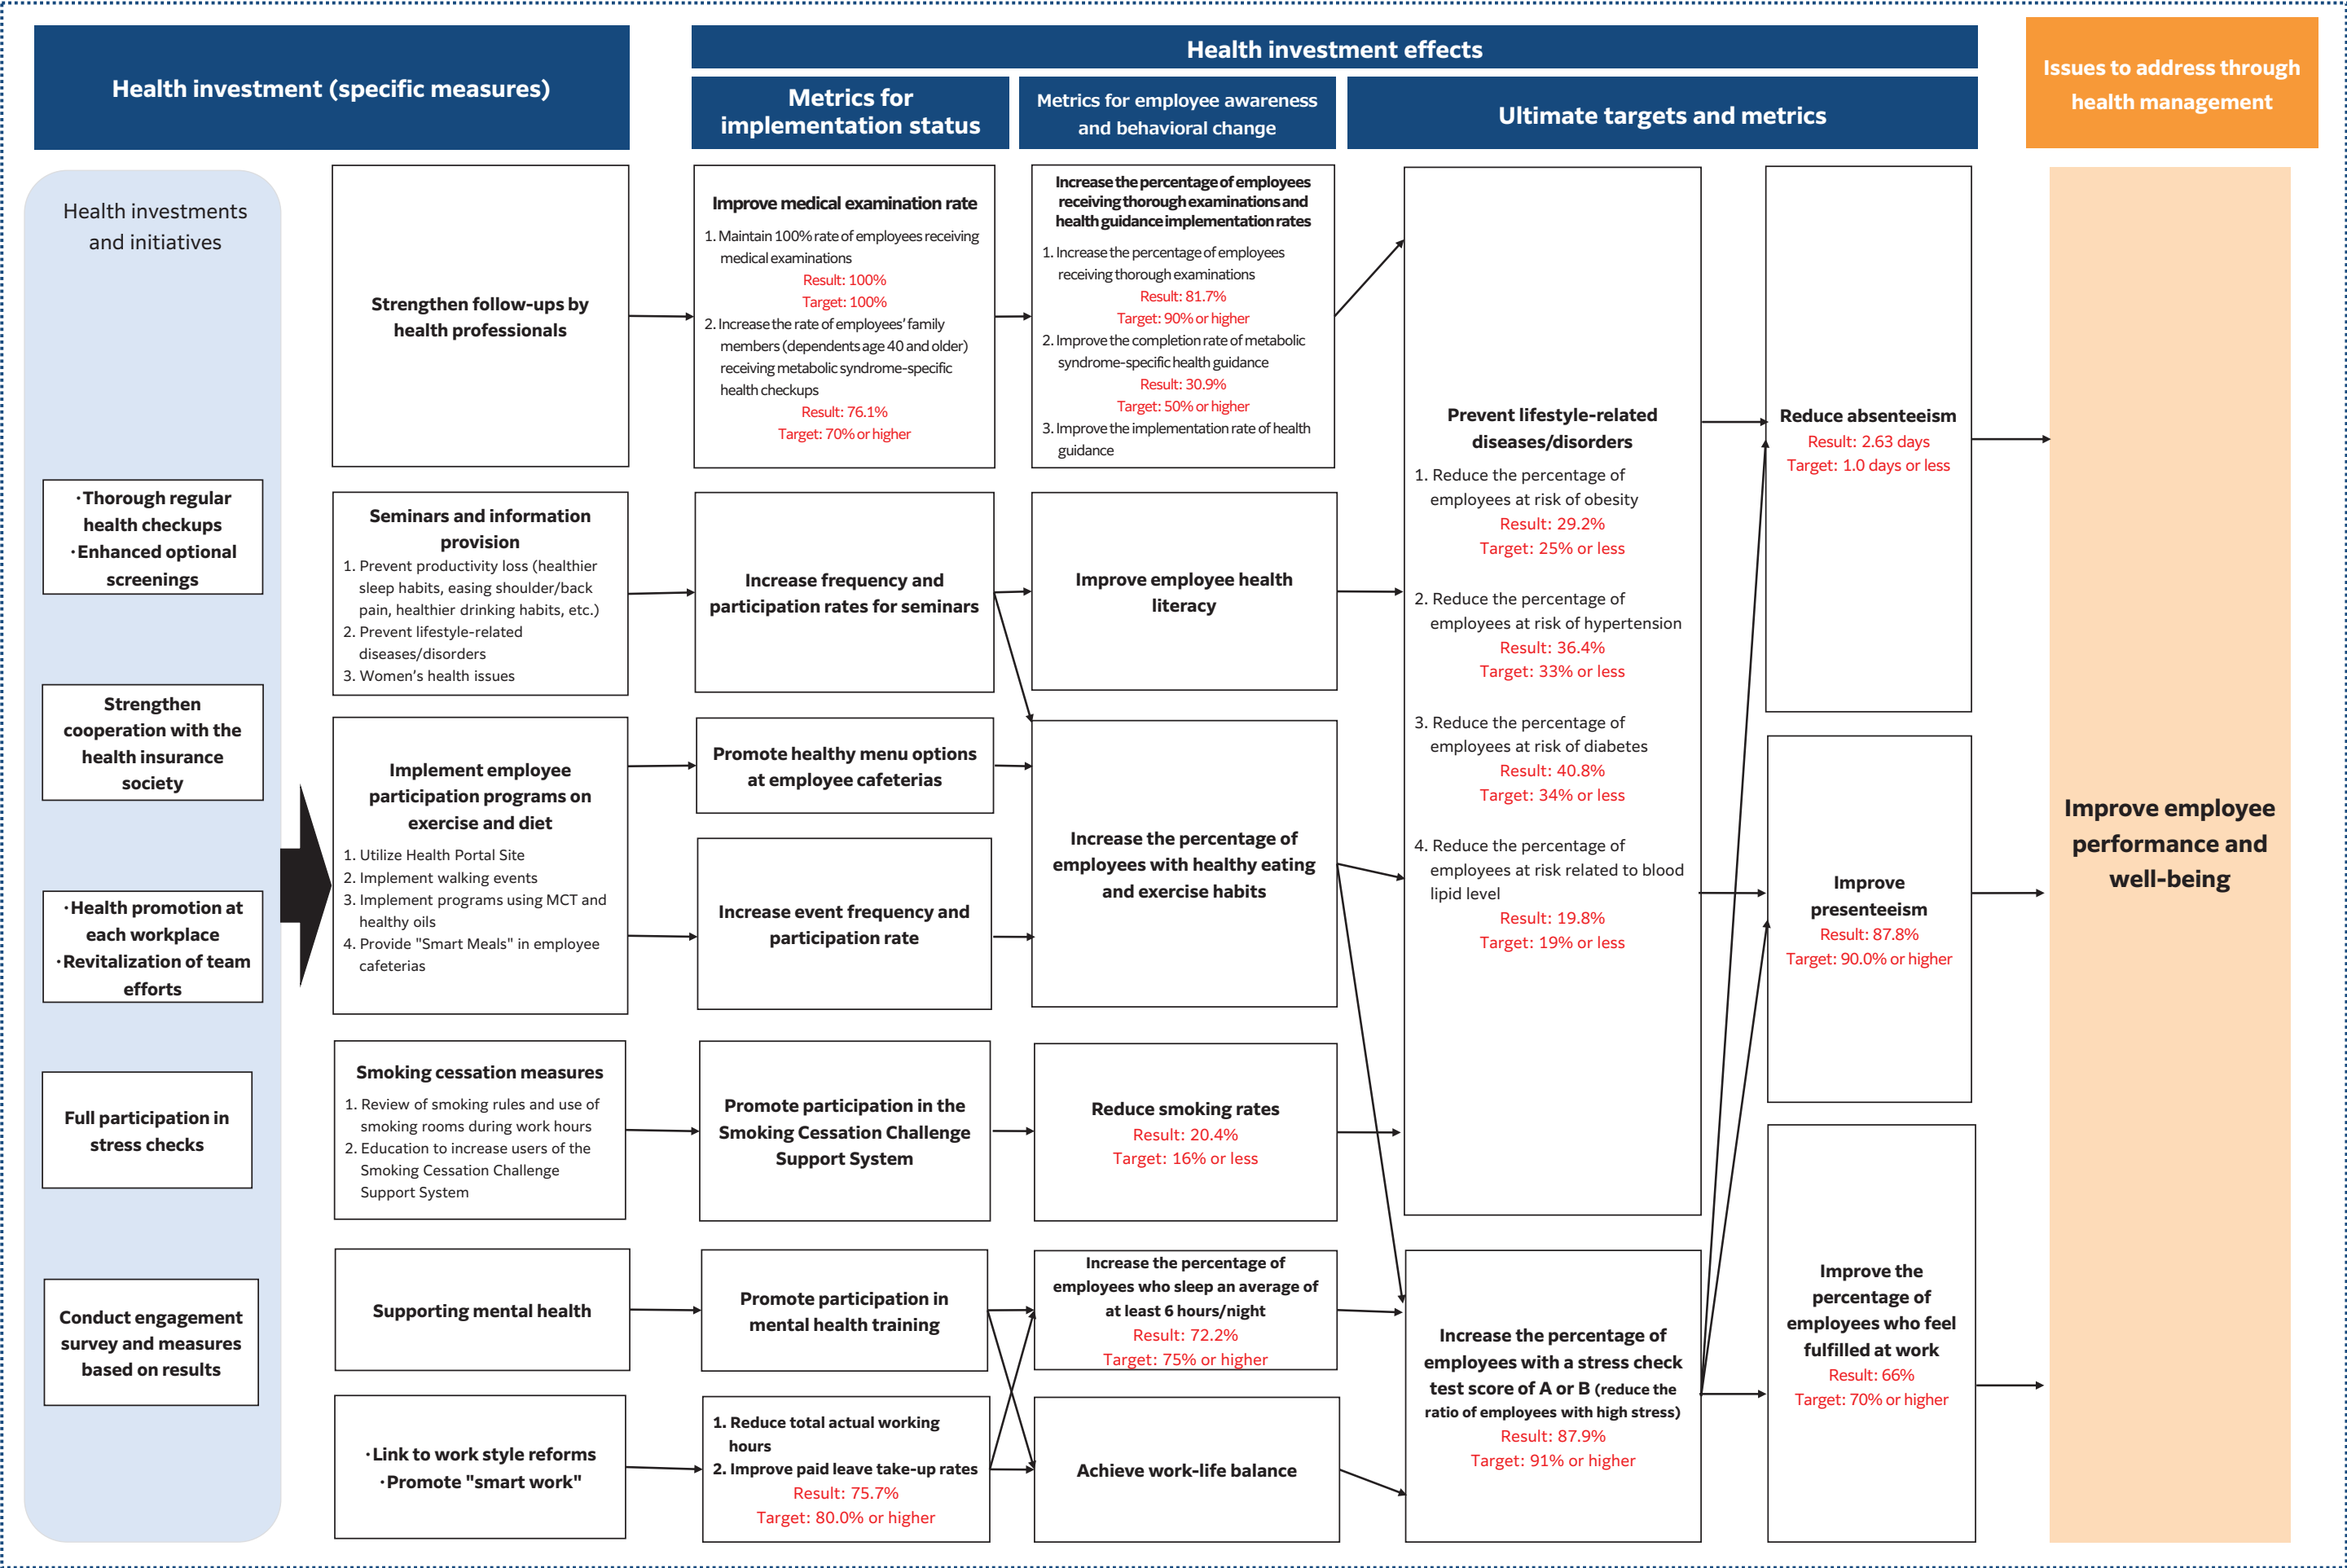 Health investment (specific measures)
Health investment effects
Metrics for
implementation status
Metrics for employee awareness
and behavioral change
Ultimate targets and metrics
Issues to address through
health management
Health investments
and initiatives
·Thorough regular
health checkups
·Enhanced optional
screenings
Strengthen
cooperation with the
health insurance
society
·Health promotion at
each workplace
·Revitalization of team
efforts
Full participation in
stress checks
Conduct engagement
survey and measures
based on results
Strengthen follow-ups by
health professionals
Seminars and information
provision
1. Prevent productivity loss (healthier
sleep habits, easing shoulder/back
pain, healthier drinking habits, etc.)
2. Prevent lifestyle-related
diseases/disorders
3. Women's health issues
Implement employee
participation programs on
exercise and diet
1. Utilize Health Portal Site
2. Implement walking events
3. Implement programs using MCT and
healthy oils
4. Provide "Smart Meals" in employee
cafeterias
Smoking cessation measures
1. Review of smoking rules and use of
smoking rooms during work hours
2. Education to increase users of the
Smoking Cessation Challenge
Support System
Supporting mental health
·Link to work style reforms
·Promote "smart work"
Improve medical examination rate
1. Maintain 100% rate of employees receiving
medical examinations
Result: 100%
Target: 100%
2. Increase the rate of employees' family
members (dependents age 40 and older)
receiving metabolic syndrome-specific
health checkups
Result: 76.1%
Target: 70% or higher
Increase frequency and
participation rates for seminars
Promote healthy menu options
at employee cafeterias
Increase event frequency and
participation rate
Promote participation in the
Smoking Cessation Challenge
Support System
Promote participation in
mental health training
1. Reduce total actual working
hours
2. Improve paid leave take-up rates
Result: 75.7%
Target: 80.0% or higher
Increase the percentage of employees
receiving thorough examinations and
health guidance implementation rates
1. Increase the percentage of employees
receiving thorough examinations
Result: 81.7%
Target: 90% or higher
2. Improve the completion rate of metabolic
syndrome-specific health guidance
Result: 30.9%
Target: 50% or higher
3. Improve the implementation rate of health
guidance
Improve employee health
literacy
Increase the percentage of
employees with healthy eating
and exercise habits
Reduce smoking rates
Result: 20.4%
Target: 16% or less
Increase the percentage of
employees who sleep an average of
at least 6 hours/night
Result: 72.2%
Target: 75% or higher
Achieve work-life balance
Prevent lifestyle-related
diseases/disorders
1. Reduce the percentage of
employees at risk of obesity
Result: 29.2%
Target: 25% or less
2. Reduce the percentage of
employees at risk of hypertension
Result: 36.4%
Target: 33% or less
3. Reduce the percentage of
employees at risk of diabetes
Result: 40.8%
Target: 34% or less
4. Reduce the percentage of
employees at risk related to blood
lipid level
Result: 19.8%
Target: 19% or less
Increase the percentage of
employees with a stress check
test score of A or B (reduce the
ratio of employees with high stress)
Result: 87.9%
Target: 91% or higher
Reduce absenteeism
Result: 2.63 days
Target: 1.0 days or less
Improve
presenteeism
Result: 87.8%
Target: 90.0% or higher
Improve the
percentage of
employees who feel
fulfilled at work
Result: 66%
Target: 70% or higher
Improve employee
performance and
well-being